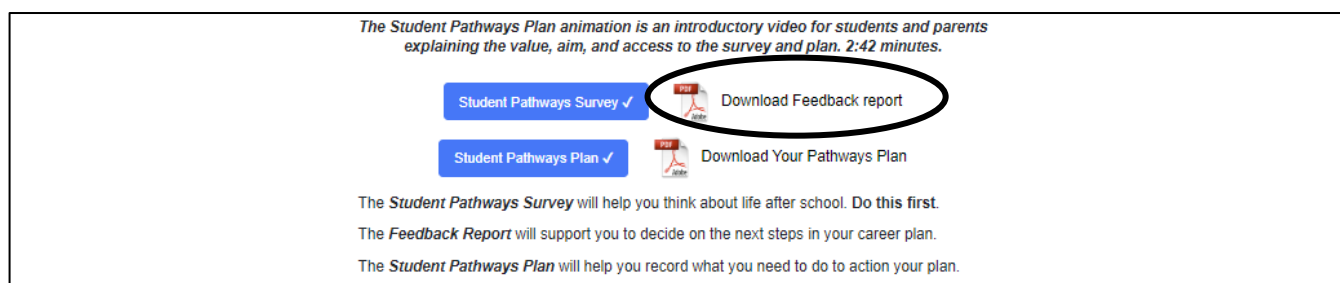 The Student Pathways Plan animation is an introductory video for students and parents
explaining the value, aim, and access to the survey and plan. 2:42 minutes.
Student Pathways Survey ✓ PDF Adobe Download Feedback report
Student Pathways Plan ✓ PDF Adobe Download Your Pathways Plan
The Student Pathways Survey will help you think about life after school. Do this first.
The Feedback Report will support you to decide on the next steps in your career plan.
The Student Pathways Plan will help you record what you need to do to action your plan.